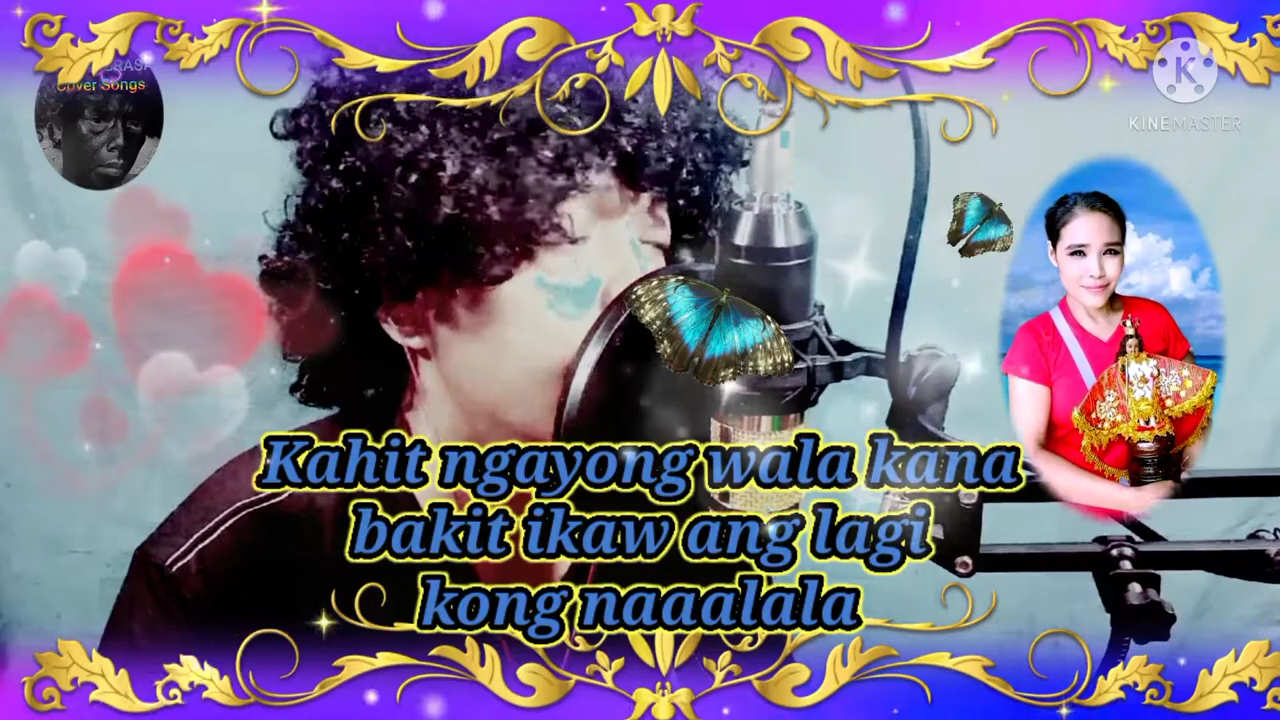 Cover Songs
KINEMASTER
Kahit ngayong wala kana
bakit ikaw ang lagi
kong naaalala